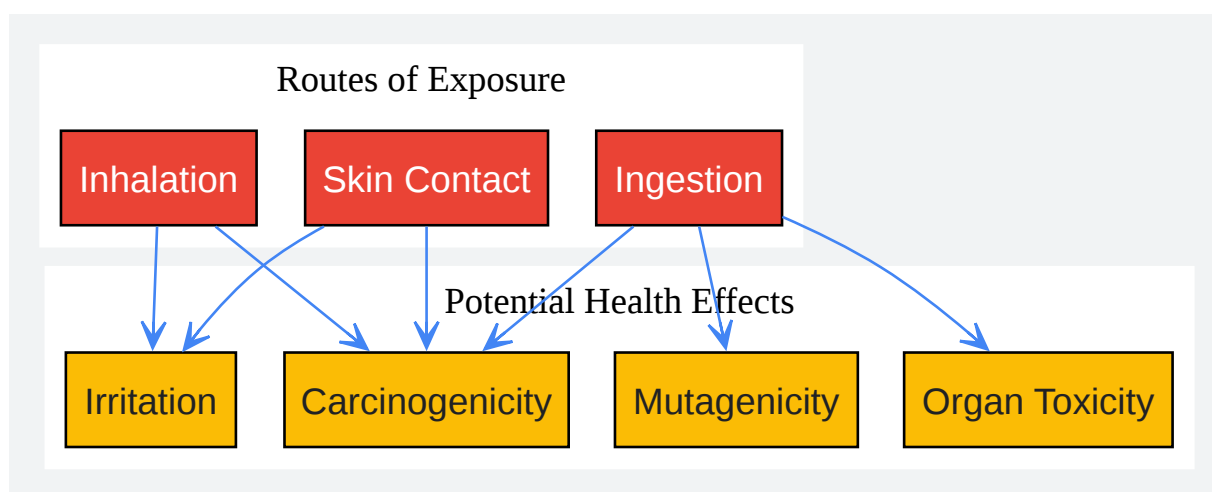 Routes of Exposure
Inhalation
Skin Contact
Ingestion
Potential Health Effects
Irritation
Carcinogenicity
Mutagenicity
Organ Toxicity